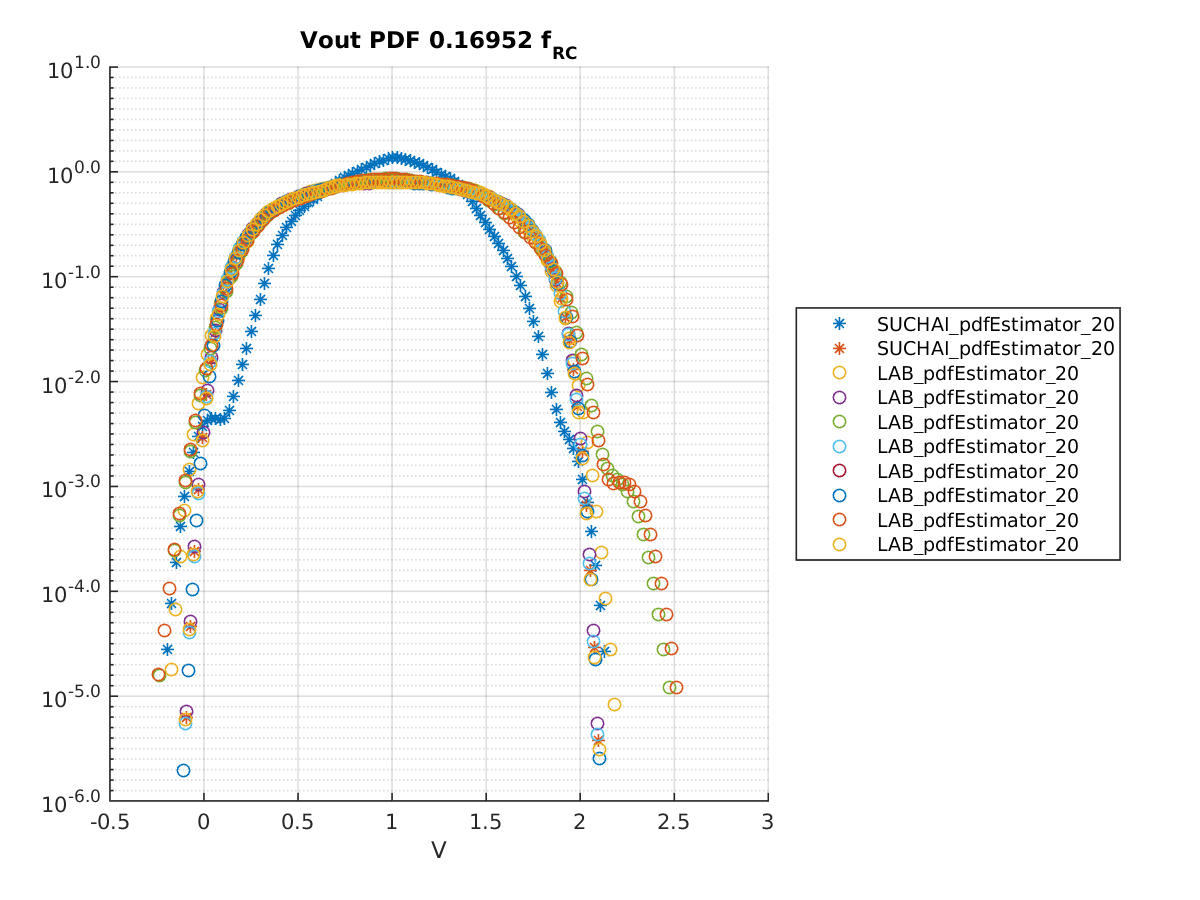 Vout PDF 0.16952 fRC
10^1.0
10^0.0
10^-1.0
10^-2.0
10^-3.0
10^-4.0
10^-5.0
10^-6.0
-0.5 0 0.5 1 1.5 2 2.5 3
V
SUCHAI_pdfEstimator_20
SUCHAI_pdfEstimator_20
LAB_pdfEstimator_20
LAB_pdfEstimator_20
LAB_pdfEstimator_20
LAB_pdfEstimator_20
LAB_pdfEstimator_20
LAB_pdfEstimator_20
LAB_pdfEstimator_20
LAB_pdfEstimator_20